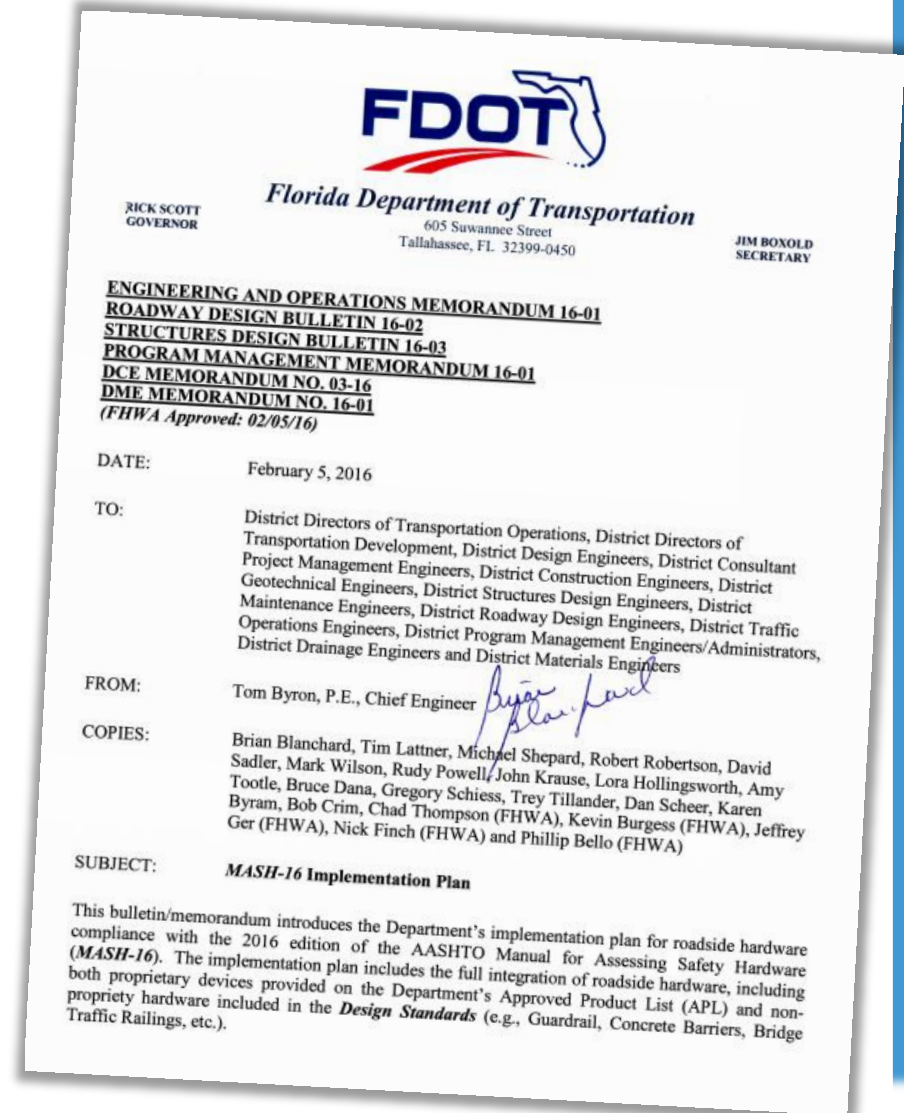 FDOT
Florida Department of Transportation
RICK SCOTT
GOVERNOR
605 Suwannee Street
Tallahassee, FL 32399-0450
JIM BOXOLD
SECRETARY
ENGINEERING AND OPERATIONS MEMORANDUM 16-01
ROADWAY DESIGN BULLETIN 16-02
STRUCTURES DESIGN BULLETIN 16-03
PROGRAM MANAGEMENT MEMORANDUM 16-01
DCE MEMORANDUM NO. 03-16
DME MEMORANDUM NO. 16-01
(FHWA Approved: 02/05/16)
DATE: February 5, 2016
TO: District Directors of Transportation Operations, District Directors of
Transportation Development, District Design Engineers, District Consultant
Project Management Engineers, District Construction Engineers, District
Geotechnical Engineers, District Structures Design Engineers, District
Maintenance Engineers, District Roadway Design Engineers, District Traffic
Operations Engineers, District Program Management Engineers/Administrators,
District Drainage Engineers and District Materials Engineers
FROM: Tom Byron, P.E., Chief Engineer Brian
Blanchard
COPIES: Brian Blanchard, Tim Lattner, Michael Shepard, Robert Robertson, David
Sadler, Mark Wilson, Rudy Powell, John Krause, Lora Hollingsworth, Amy
Tootle, Bruce Dana, Gregory Schiess, Trey Tillander, Dan Scheer, Karen
Byram, Bob Crim, Chad Thompson (FHWA), Kevin Burgess (FHWA), Jeffrey
Ger (FHWA), Nick Finch (FHWA) and Phillip Bello (FHWA)
SUBJECT: MASH-16 Implementation Plan
This bulletin/memorandum introduces the Department's implementation plan for roadside hardware
compliance with the 2016 edition of the AASHTO Manual for Assessing Safety Hardware
(MASH-16). The implementation plan includes the full integration of roadside hardware, including
both proprietary devices provided on the Department's Approved Product List (APL) and non-
propriety hardware included in the Design Standards (e.g., Guardrail, Concrete Barriers, Bridge
Traffic Railings, etc.).